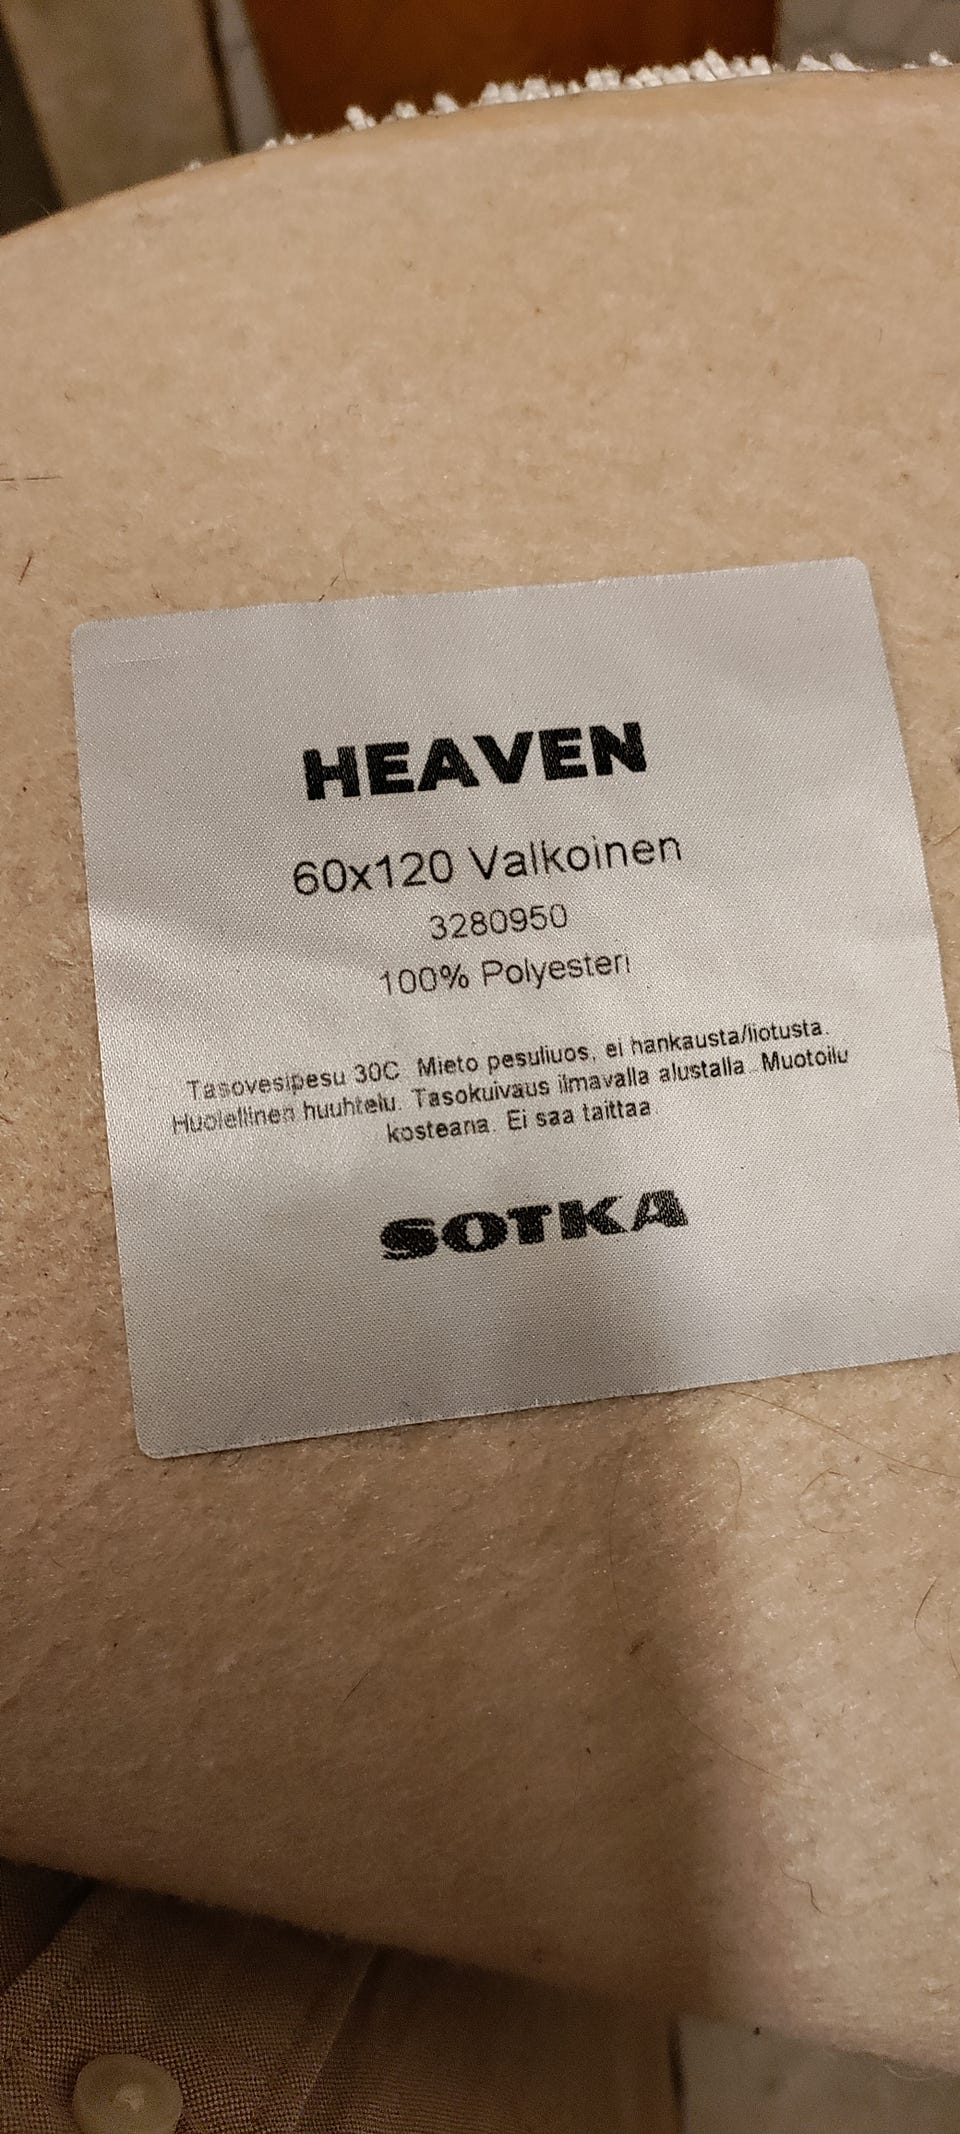 HEAVEN
60x120 Valkoinen
3280950
100% Polyesteri
Tasovesipesu 30C Mieto pesuliuos, ei hankausta/liotusta.
Huolellinen huuhtelu. Tasokuivaus ilmavalla alustalla. Muotoilu
kosteana. Ei saa taittaa.
SOTKA